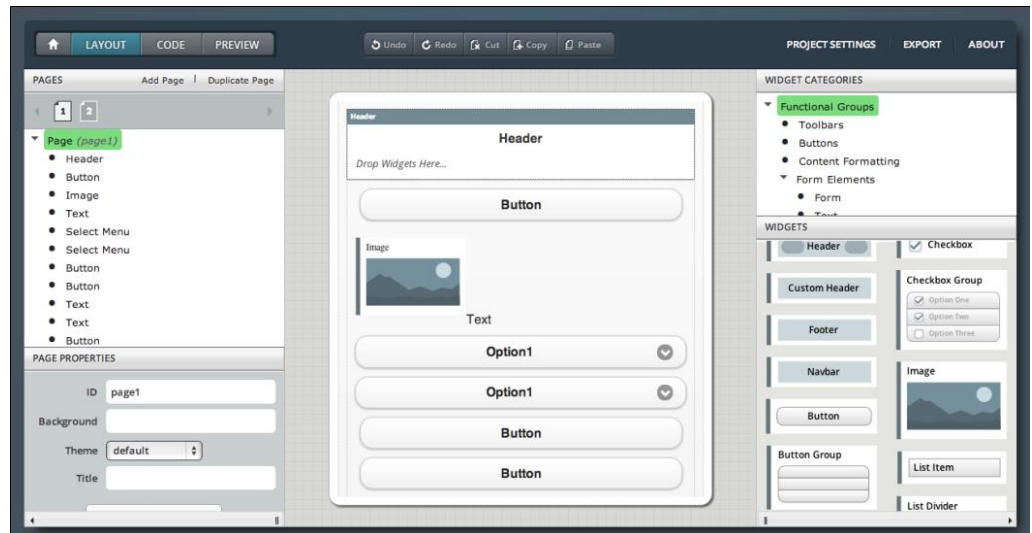 LAYOUT CODE PREVIEW
Undo Redo Cut Copy Paste
PROJECT SETTINGS EXPORT ABOUT
PAGES Add Page | Duplicate Page
1 2
Page (page1)
Header
Button
Image
Text
Select Menu
Select Menu
Button
Button
Text
Text
Button
PAGE PROPERTIES
ID page1
Background
Theme default
Title
Header
Header
Drop Widgets Here...
Button
Image
Text
Option1
Option1
Button
Button
WIDGET CATEGORIES
Functional Groups
Toolbars
Buttons
Content Formatting
Form Elements
Form
Text
WIDGETS
Header
Custom Header
Footer
Navbar
Button
Button Group
Checkbox
Checkbox Group
Option One
Option Two
Option Three
Image
List Item
List Divider